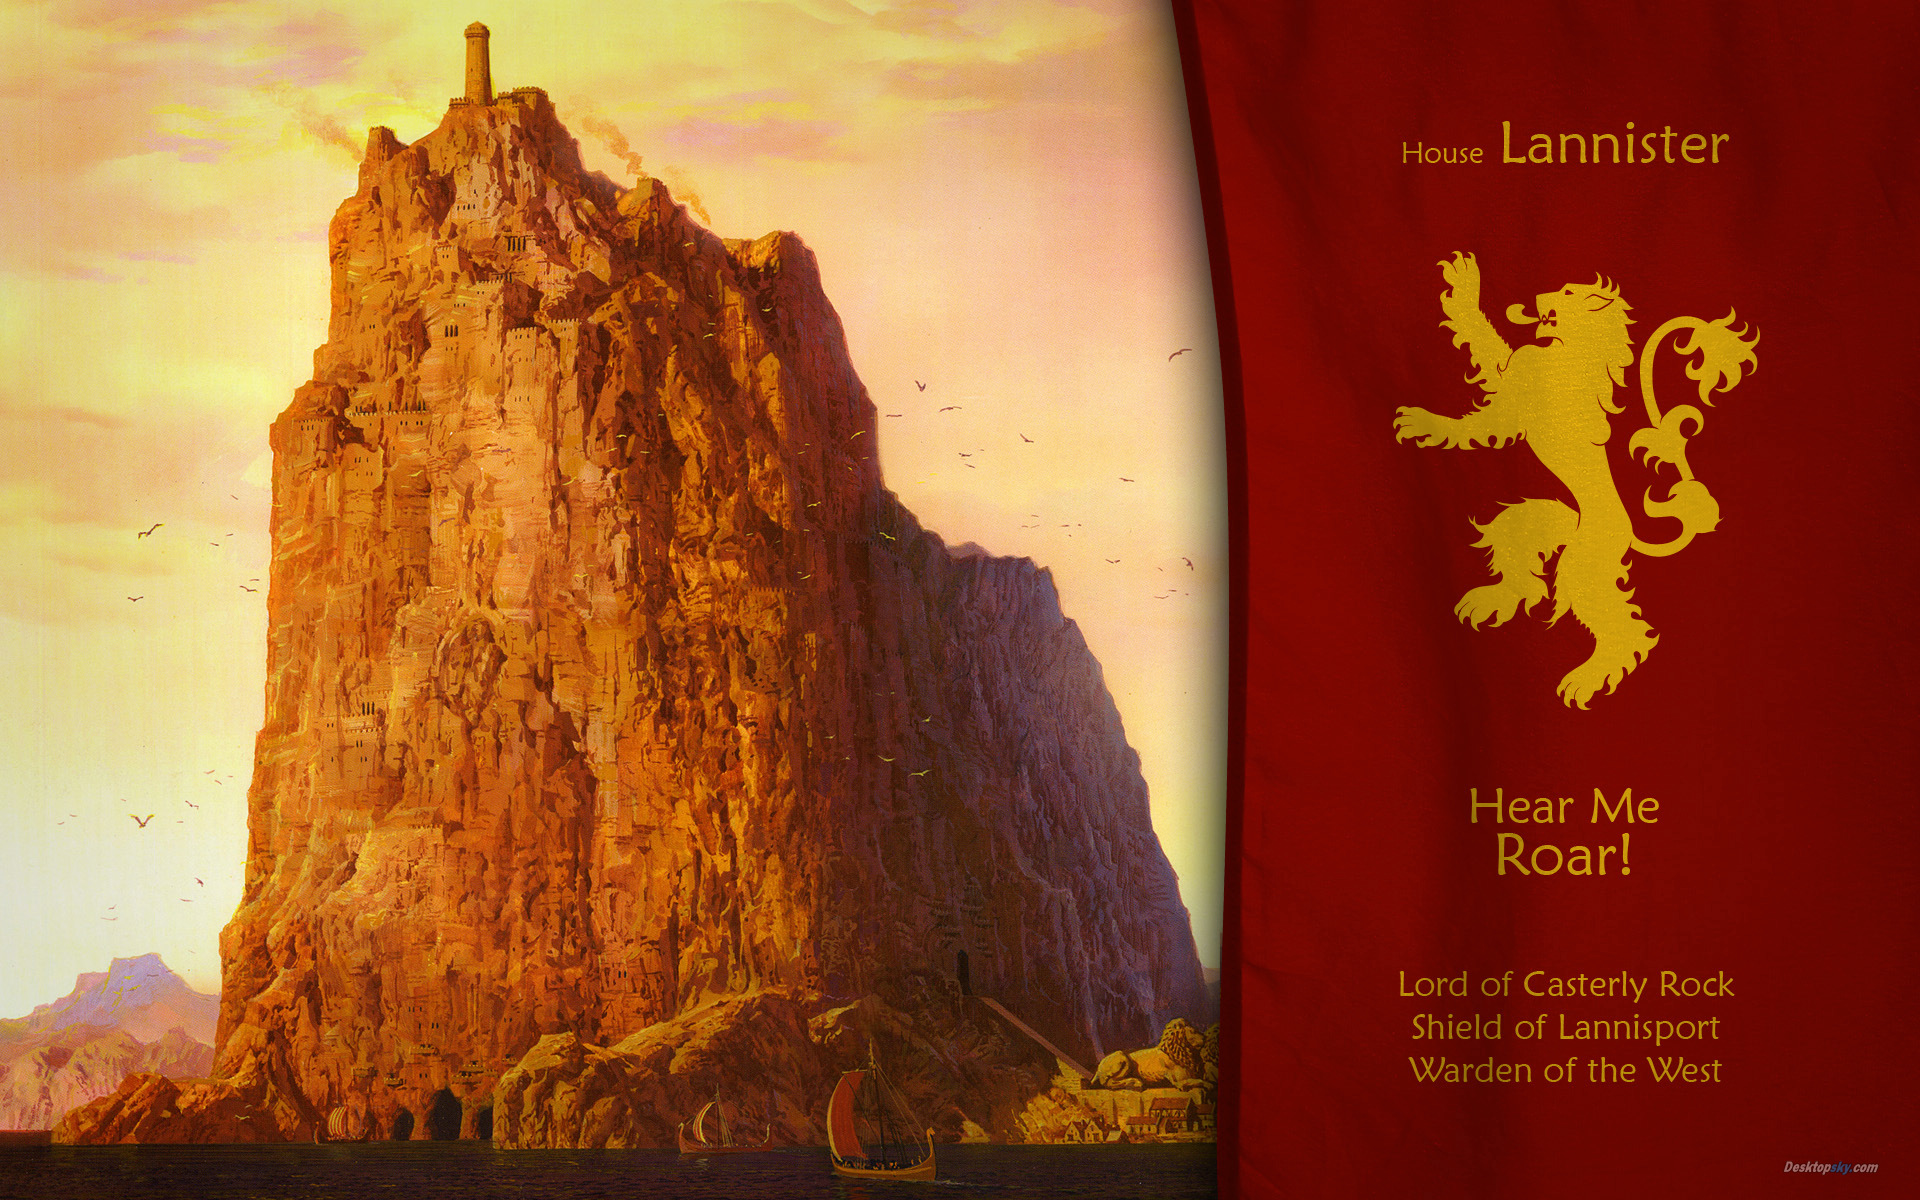 House Lannister
Hear Me
Roar!
Lord of Casterly Rock
Shield of Lannisport
Warden of the West
Desktopsky.com